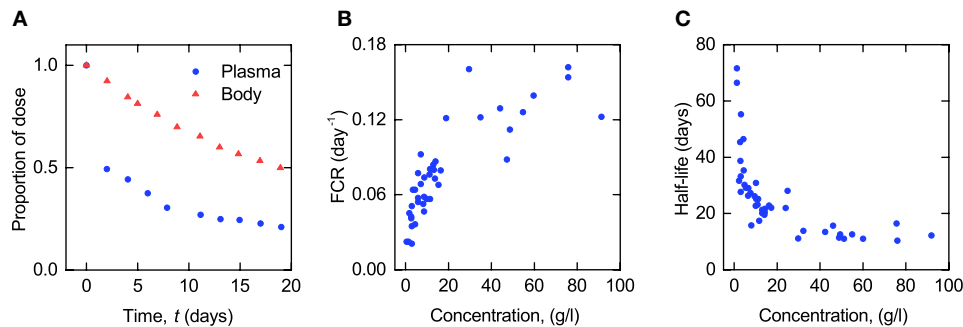 A
Proportion of dose
1.0
0.5
0.0
Plasma
Body
0
5
10
15
20
Time, t (days)
B
FCR (day⁻¹)
0.18
0.12
0.06
0.00
0
20
40
60
80
100
Concentration, (g/l)
C
Half-life (days)
80
60
40
20
0
0
20
40
60
80
100
Concentration, (g/l)